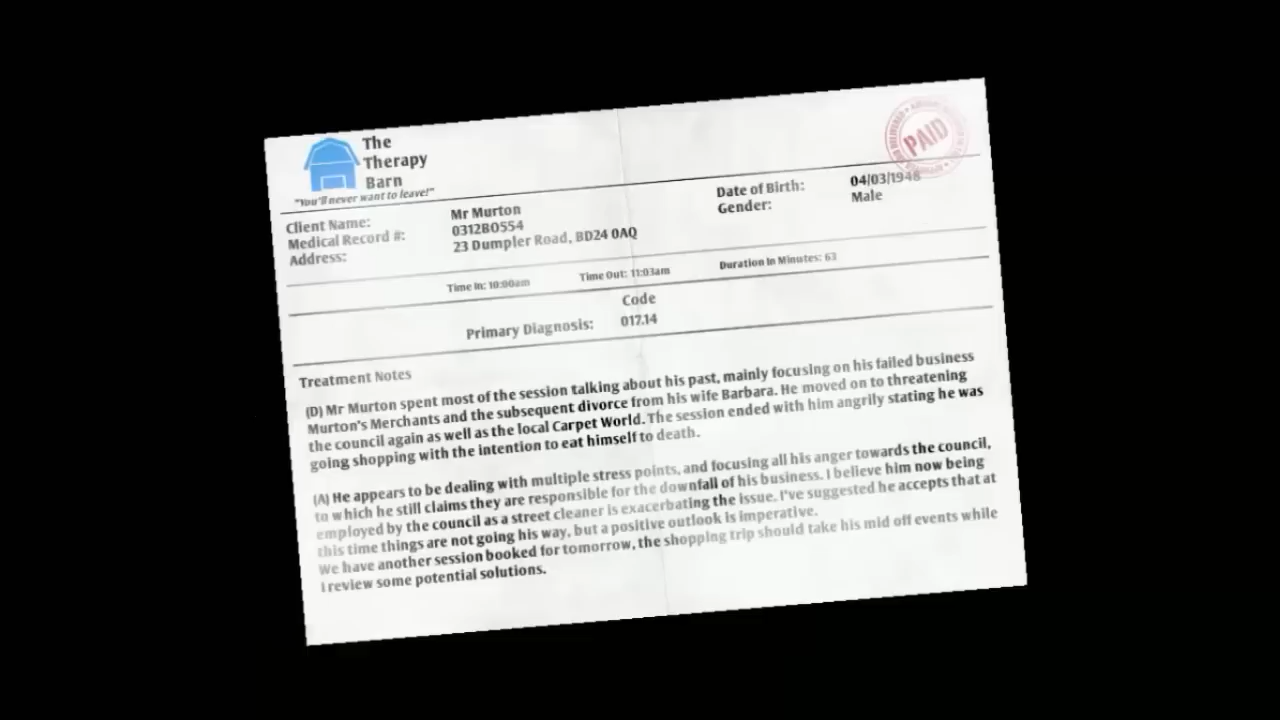 The
Therapy
Barn
"You'll never want to leave!"
PAID
Client Name: Mr Murton
Medical Record #: 0312BO554
Address: 23 Dumpler Road, BD24 0AQ
Date of Birth: 04/03/1948
Gender: Male
Time In: 10:00am Time Out: 11:03am Duration In Minutes: 63
Code
Primary Diagnosis: 017.14
Treatment Notes
(D) Mr Murton spent most of the session talking about his past, mainly focusing on his failed business
Murton's Merchants and the subsequent divorce from his wife Barbara. He moved on to threatening
the council again as well as the local Carpet World. The session ended with him angrily stating he was
going shopping with the intention to eat himself to death.
(A) He appears to be dealing with multiple stress points, and focusing all his anger towards the council,
to which he still claims they are responsible for the downfall of his business. I believe him now being
employed by the council as a street cleaner is exacerbating the issue. I've suggested he accepts that at
this time things are not going his way, but a positive outlook is imperative.
We have another session booked for tomorrow, the shopping trip should take his mid off events while
I review some potential solutions.